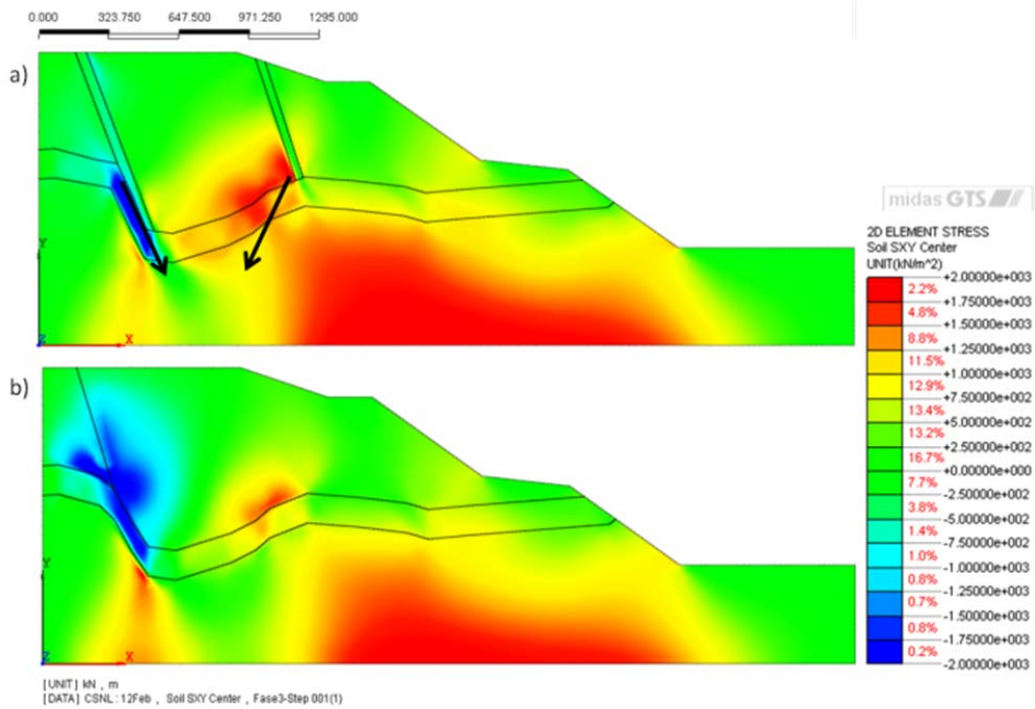 0.000 323.750 647.500 971.250 1295.000
a)
Y
Z X
b)
Y
Z X
[UNIT] kN , m
[DATA] CSNL : 12Feb , Soil SXY Center , Fase3-Step 001(1)
midas GTS
2D ELEMENT STRESS
Soil SXY Center
UNIT(kN/m^2)
+2.00000e+003
2.2%
+1.75000e+003
4.8%
+1.50000e+003
8.8%
+1.25000e+003
11.5%
+1.00000e+003
12.9%
+7.50000e+002
13.4%
+5.00000e+002
13.2%
+2.50000e+002
16.7%
+0.00000e+000
7.7%
-2.50000e+002
3.8%
-5.00000e+002
1.4%
-7.50000e+002
1.0%
-1.00000e+003
0.8%
-1.25000e+003
0.7%
-1.50000e+003
0.8%
-1.75000e+003
0.2%
-2.00000e+003